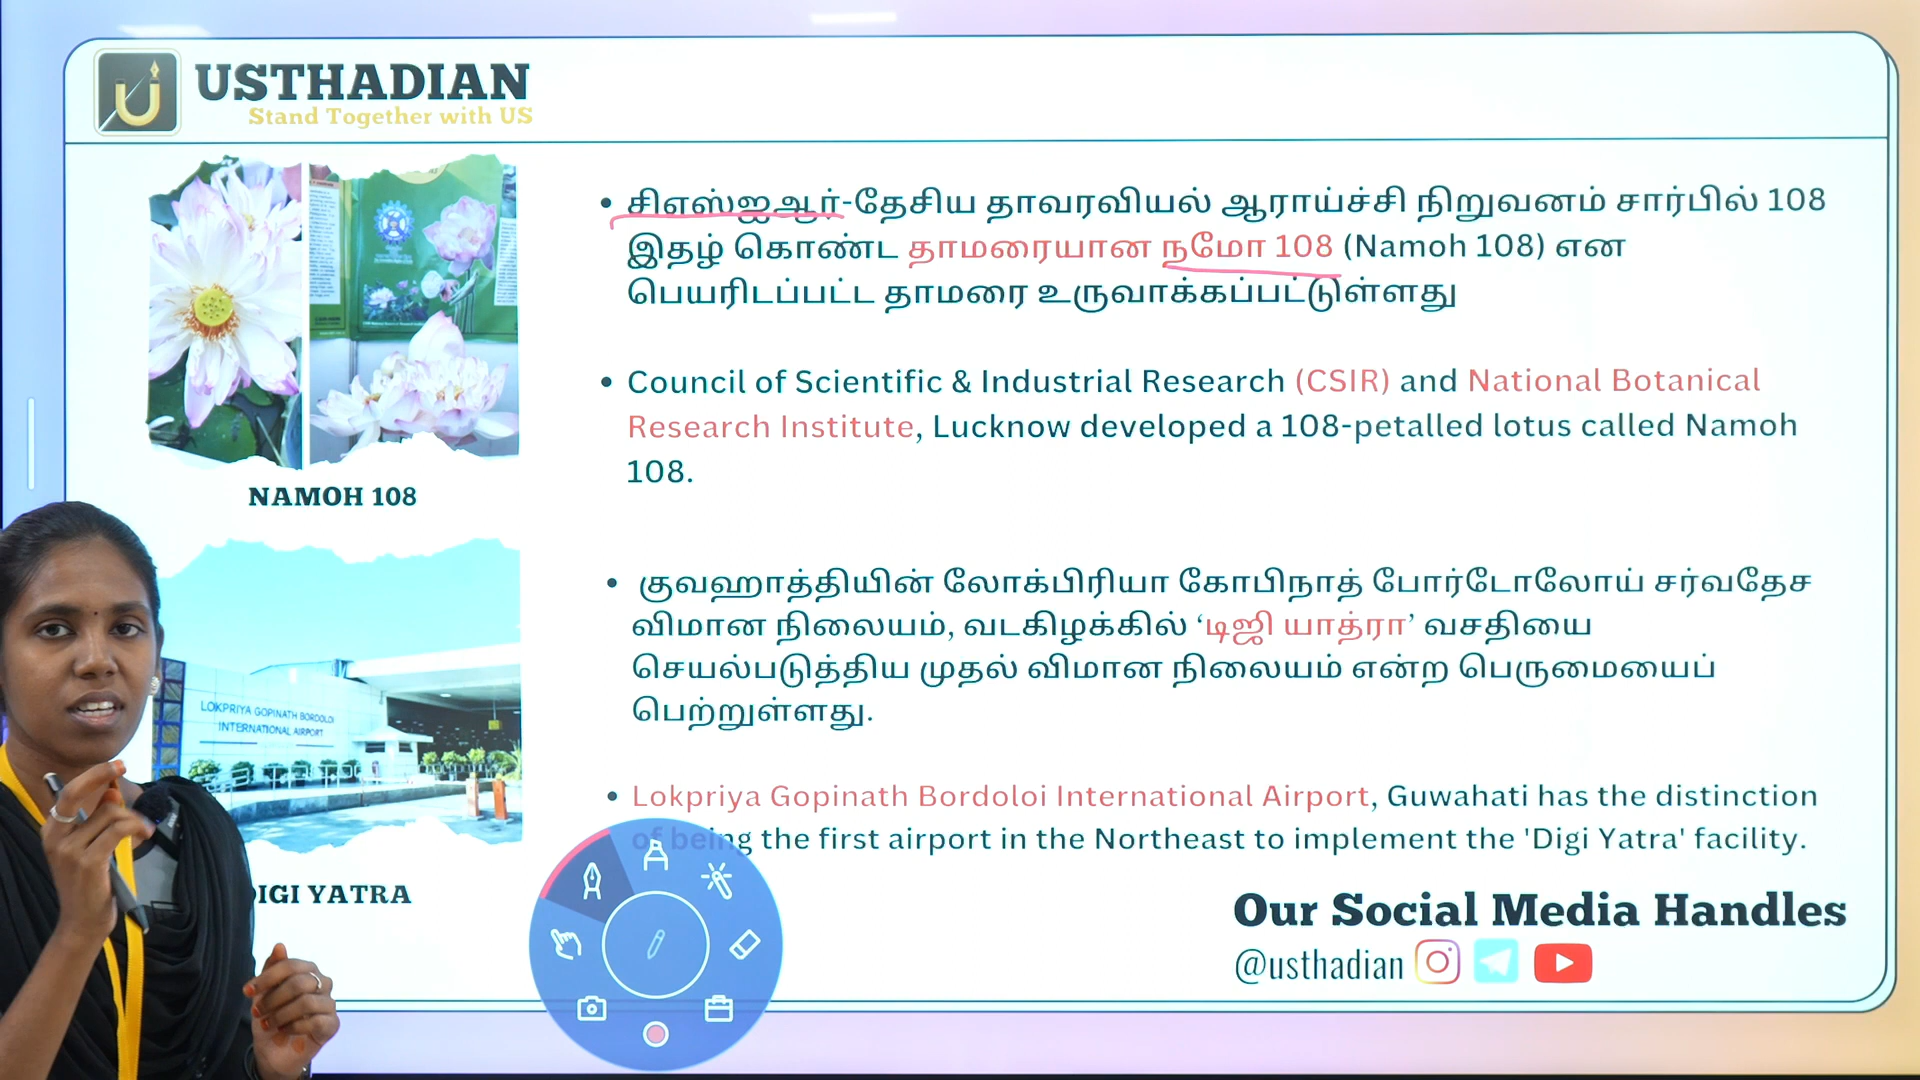 USTHADIAN
Stand Together with US
• சிஎஸ்ஐஆர்-தேசிய தாவரவியல் ஆராய்ச்சி நிறுவனம் சார்பில் 108
இதழ் கொண்ட தாமரையான நமோ 108 (Namoh 108) என
பெயரிடப்பட்ட தாமரை உருவாக்கப்பட்டுள்ளது
• Council of Scientific & Industrial Research (CSIR) and National Botanical
Research Institute, Lucknow developed a 108-petalled lotus called Namoh
108.
NAMOH 108
• குவஹாத்தியின் லோக்பிரியா கோபிநாத் போர்டோலோய் சர்வதேச
விமான நிலையம், வடகிழக்கில் ‘டிஜி யாத்ரா’ வசதியை
செயல்படுத்திய முதல் விமான நிலையம் என்ற பெருமையைப்
பெற்றுள்ளது.
LOKPRIYA GOPINATH BORDOLOI
INTERNATIONAL AIRPORT
• Lokpriya Gopinath Bordoloi International Airport, Guwahati has the distinction
of being the first airport in the Northeast to implement the 'Digi Yatra' facility.
DIGI YATRA
Our Social Media Handles
@usthadian